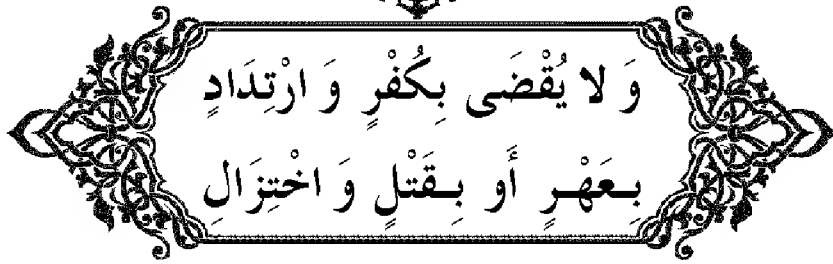 وَ لا يُقْضَى بِكُفْرٍ وَ ارْتِدَادٍ
بِعَهْرٍ أَو بِقَتْلٍ وَ اخْتِزَالِ